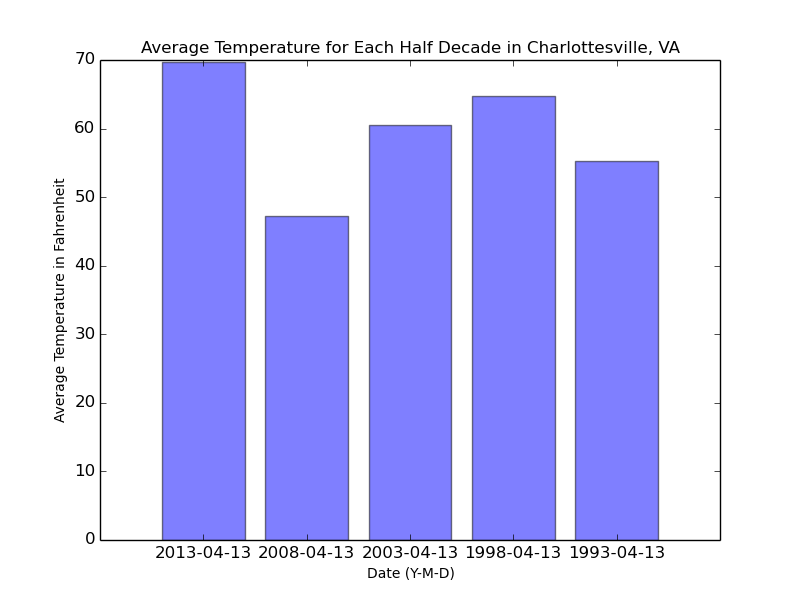 Average Temperature for Each Half Decade in Charlottesville, VA
70
60
50
40
30
20
10
0
Average Temperature in Fahrenheit
2013-04-13 2008-04-13 2003-04-13 1998-04-13 1993-04-13
Date (Y-M-D)